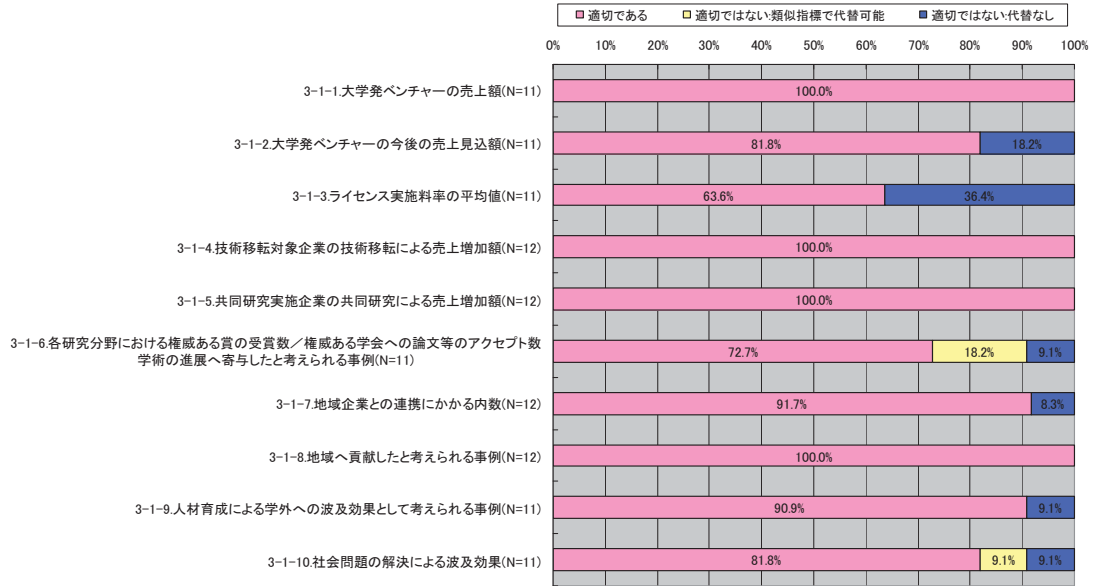 適切である 適切ではない:類似指標で代替可能 適切ではない:代替なし
0% 10% 20% 30% 40% 50% 60% 70% 80% 90% 100%
3-1-1.大学発ベンチャーの売上額(N=11) 100.0%
3-1-2.大学発ベンチャーの今後の売上見込額(N=11) 81.8% 18.2%
3-1-3.ライセンス実施料率の平均値(N=11) 63.6% 36.4%
3-1-4.技術移転対象企業の技術移転による売上増加額(N=12) 100.0%
3-1-5.共同研究実施企業の共同研究による売上増加額(N=12) 100.0%
3-1-6.各研究分野における権威ある賞の受賞数／権威ある学会への論文等のアクセプト数
学術の進展へ寄与したと考えられる事例(N=11) 72.7% 18.2% 9.1%
3-1-7.地域企業との連携にかかる内数(N=12) 91.7% 8.3%
3-1-8.地域へ貢献したと考えられる事例(N=12) 100.0%
3-1-9.人材育成による学外への波及効果として考えられる事例(N=11) 90.9% 9.1%
3-1-10.社会問題の解決による波及効果(N=11) 81.8% 9.1% 9.1%